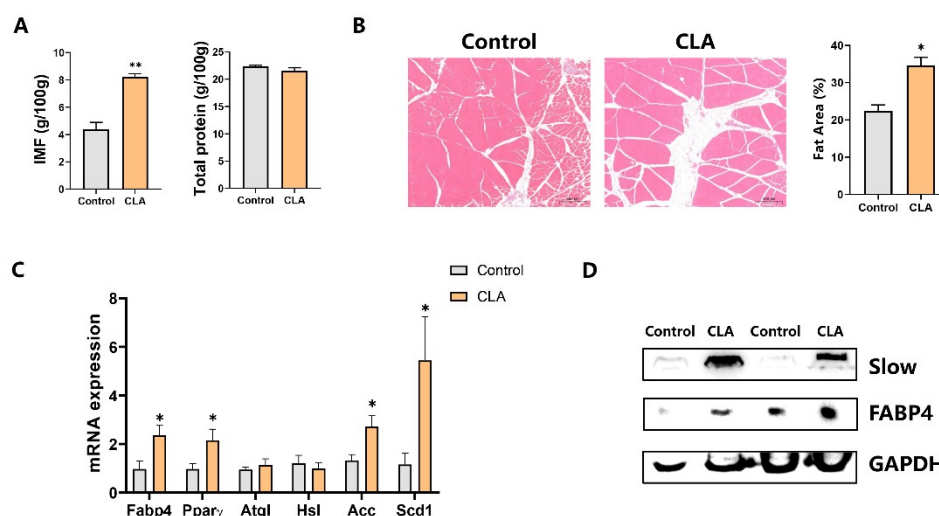 A
IMF (g/100g)
10
8
6
4
2
0
Control CLA
**
Total protein (g/100g)
25
20
15
10
5
0
Control CLA
B
Control CLA
Fat Area (%)
40
30
20
10
0
Control CLA
*
C
Control
CLA
mRNA expression
8
6
4
2
0
* * * *
Fabp4 Pparγ Atgl Hsl Acc Scd1
D
Control CLA Control CLA
Slow
FABP4
GAPDH